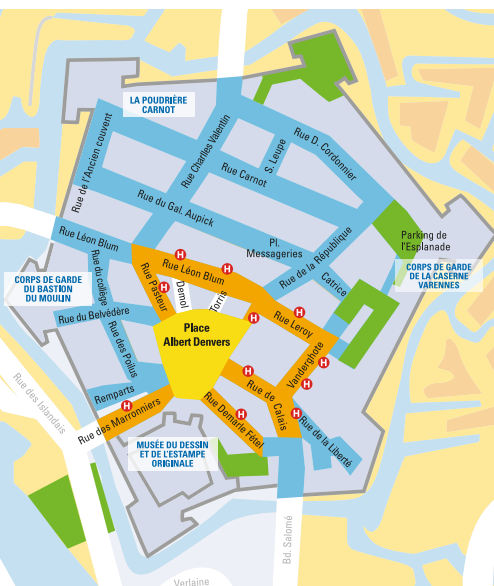 LA POUDRIÈRE
CARNOT
Rue de l'Ancien couvent
Rue Charlles Valentin
S. Leupe
Rue D. Cordonnier
Rue Carnot
Rue du Gal. Aupick
Pl.
Messageries
Rue de la République
Parking de
l'Esplanade
CORPS DE GARDE
DE LA CASERNE
VARENNES
Catrice
Rue Léon Blum
CORPS DE GARDE
DU BASTION
DU MOULIN
Rue du collège
H
Rue Léon Blum
H
Rue Pasteur
H
Demol
Torris
H
H
Rue Leroy
Rue du Belvédère
Rue des Poilus
Place
Albert Denvers
Vanderghote
H
H
H
Rue de Calais
H
Remparts
H
Rue des Marronniers
Rue des Islandais
Rue Demarle Fétel
H
Rue de la Liberté
MUSÉE DU DESSIN
ET DE L'ESTAMPE
ORIGINALE
Bd. Salomé
Verlaine